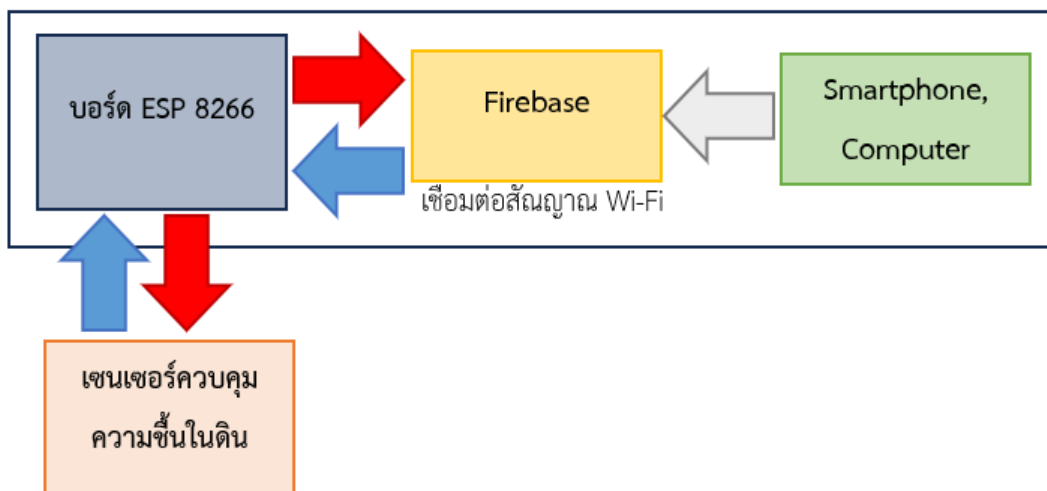 บอร์ด ESP 8266
Firebase
Smartphone,
Computer
เชื่อมต่อสัณญาณ Wi-Fi
เซนเซอร์ควบคุม
ความชื้นในดิน